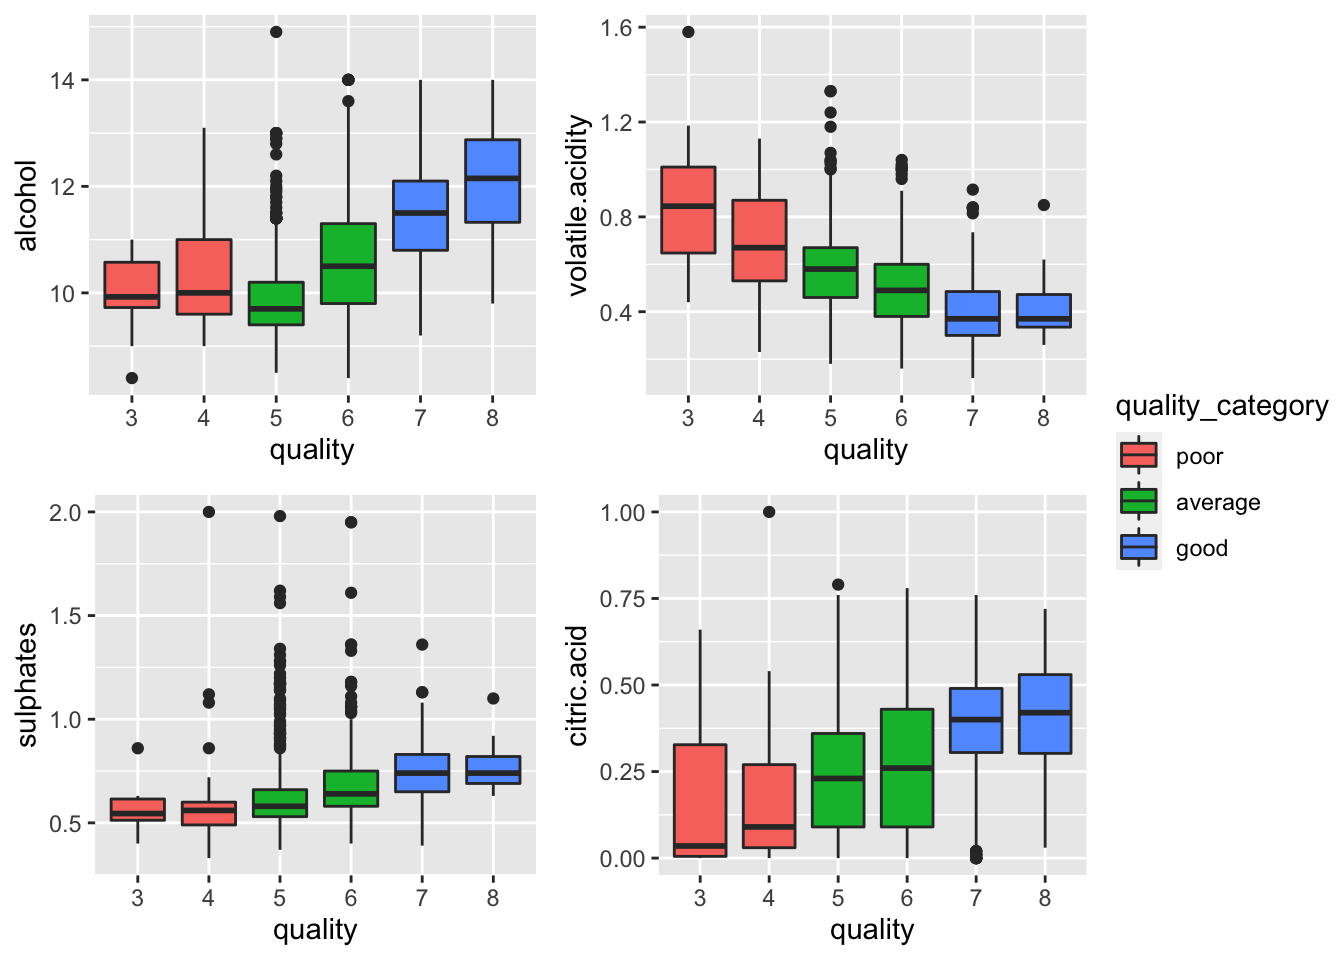 alcohol
14
12
10
3 4 5 6 7 8
quality
volatile.acidity
1.6
1.2
0.8
0.4
3 4 5 6 7 8
quality
sulphates
2.0
1.5
1.0
0.5
3 4 5 6 7 8
quality
citric.acid
1.00
0.75
0.50
0.25
0.00
3 4 5 6 7 8
quality
quality_category
poor
average
good